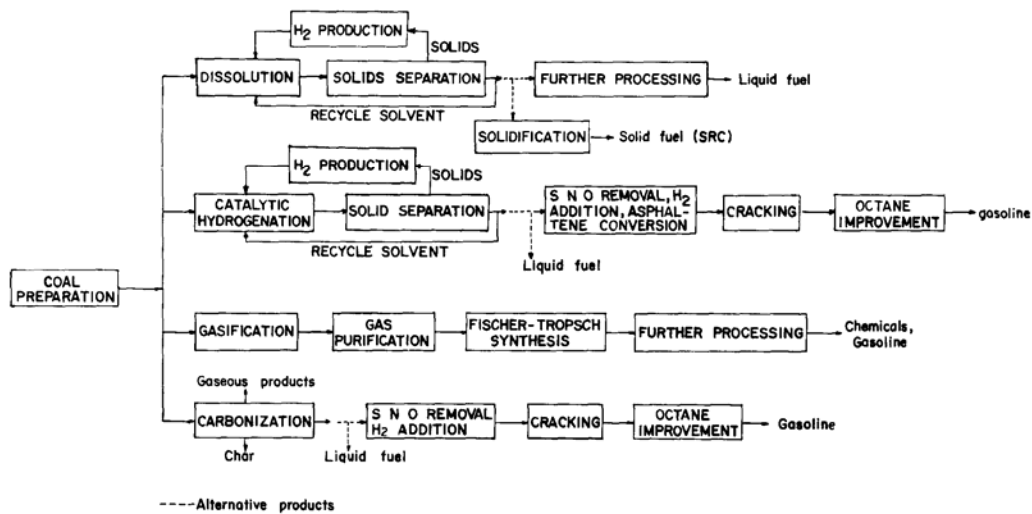 H2 PRODUCTION
SOLIDS
DISSOLUTION
SOLIDS SEPARATION
FURTHER PROCESSING
Liquid fuel
RECYCLE SOLVENT
SOLIDIFICATION
Solid fuel (SRC)
H2 PRODUCTION
SOLIDS
CATALYTIC
HYDROGENATION
SOLID SEPARATION
S N O REMOVAL, H2
ADDITION, ASPHAL-
TENE CONVERSION
CRACKING
OCTANE
IMPROVEMENT
gasoline
RECYCLE SOLVENT
Liquid fuel
COAL
PREPARATION
GASIFICATION
GAS
PURIFICATION
FISCHER-TROPSCH
SYNTHESIS
FURTHER PROCESSING
Chemicals,
Gasoline
Gaseous products
CARBONIZATION
S N O REMOVAL
H2 ADDITION
CRACKING
OCTANE
IMPROVEMENT
Gasoline
Char
Liquid fuel
----Alternative products